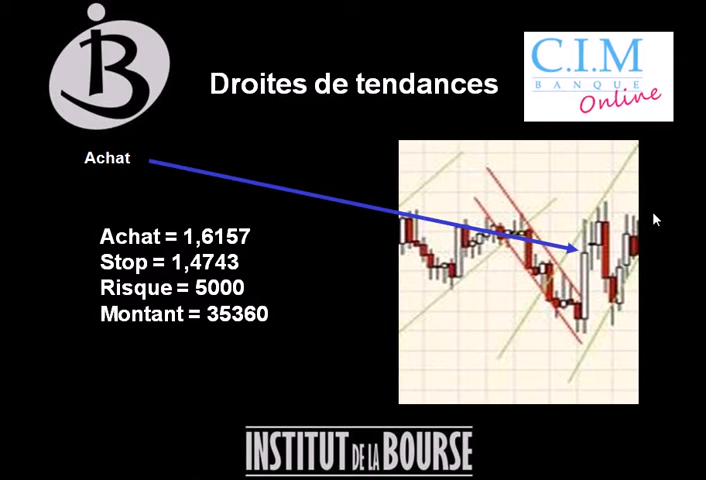 Droites de tendances
C.I.M
BANQUE
Online
Achat
Achat = 1,6157
Stop = 1,4743
Risque = 5000
Montant = 35360
INSTITUT DE LA BOURSE